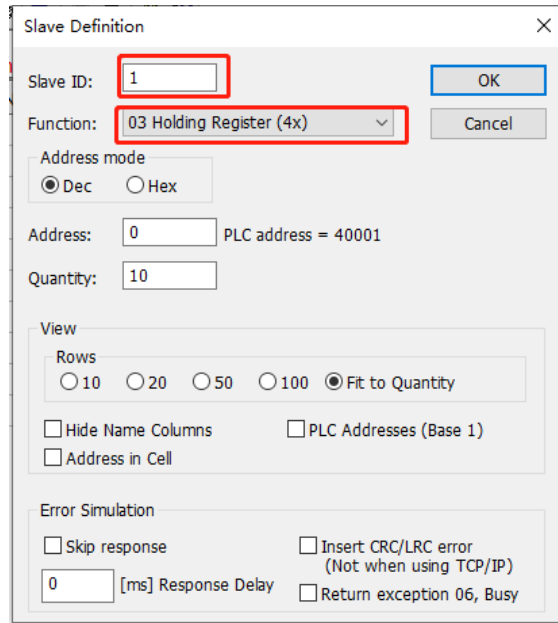 Slave Definition
Slave ID: 1 OK
Function: 03 Holding Register (4x) Cancel
Address mode
Dec Hex
Address: 0 PLC address = 40001
Quantity: 10
View
Rows
10 20 50 100 Fit to Quantity
Hide Name Columns PLC Addresses (Base 1)
Address in Cell
Error Simulation
Skip response Insert CRC/LRC error
(Not when using TCP/IP)
0 [ms] Response Delay
Return exception 06, Busy